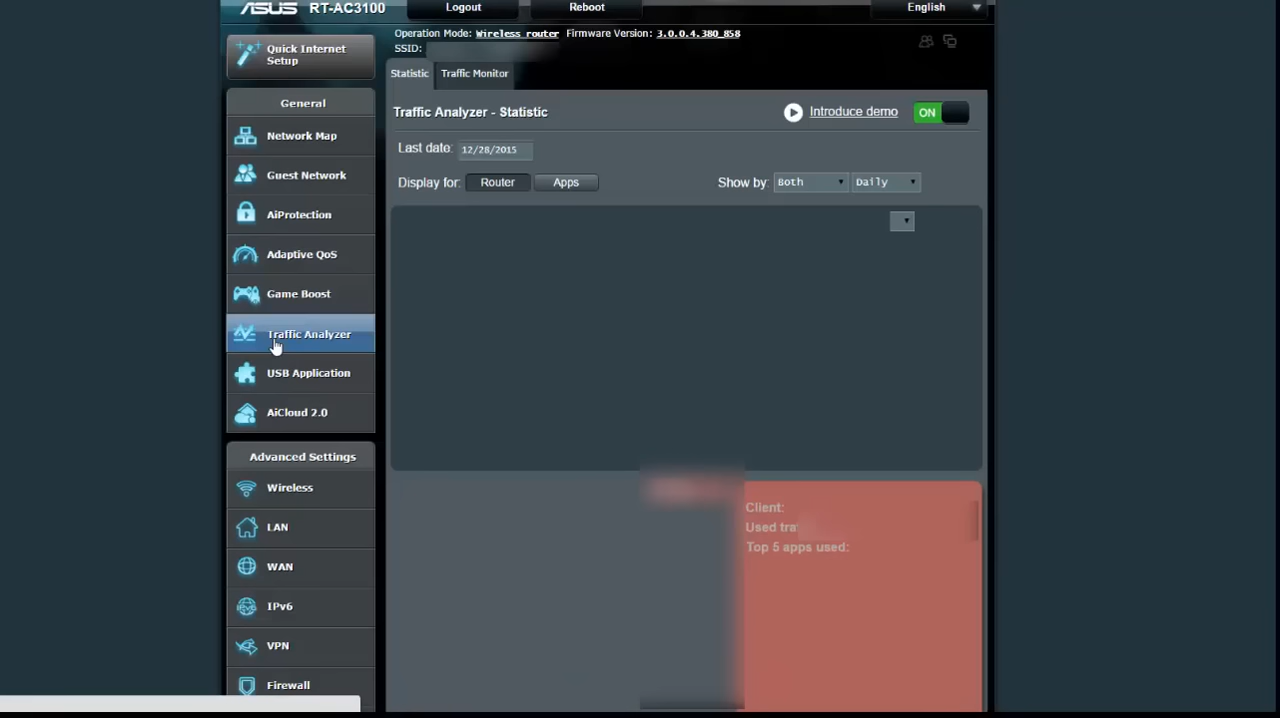 ASUS RT-AC3100 Logout Reboot English
Operation Mode: Wireless router Firmware Version: 3.0.0.4.380_858
SSID:
Quick Internet
Setup
General
Network Map
Guest Network
AiProtection
Adaptive QoS
Game Boost
Traffic Analyzer
USB Application
AiCloud 2.0
Advanced Settings
Wireless
LAN
WAN
IPv6
VPN
Firewall
Statistic Traffic Monitor
Traffic Analyzer - Statistic Introduce demo ON
Last date: 12/28/2015
Display for: Router Apps Show by: Both Daily
Client:
Used
Top 5 apps used: